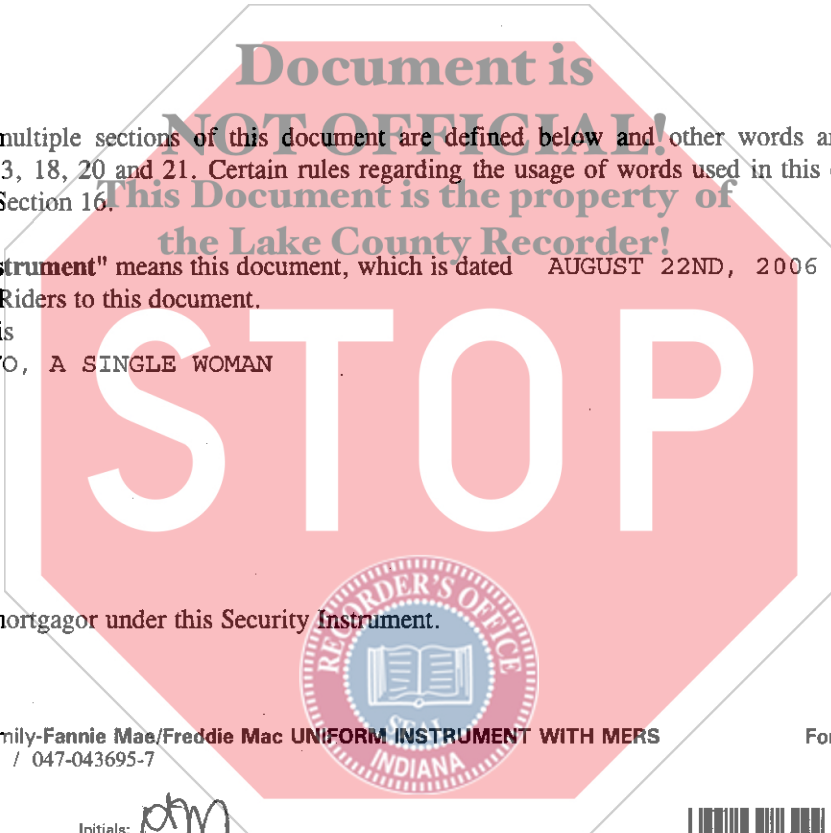 Document is
NOT OFFICIAL!
multiple sections of this document are defined below and other words
3, 18, 20 and 21. Certain rules regarding the usage of words used in this
Section 16.
This Document is the property of
the Lake County Recorder!
strument" means this document, which is dated AUGUST 22ND, 2006
Riders to this document.
is
O, A SINGLE WOMAN
STOP
mortgagor under this Security Instrument.
RECORDER'S OFFICE
SEAL
INDIANA
mily-Fannie Mae/Freddie Mac UNIFORM INSTRUMENT WITH MERS
/ 047-043695-7
Initials: